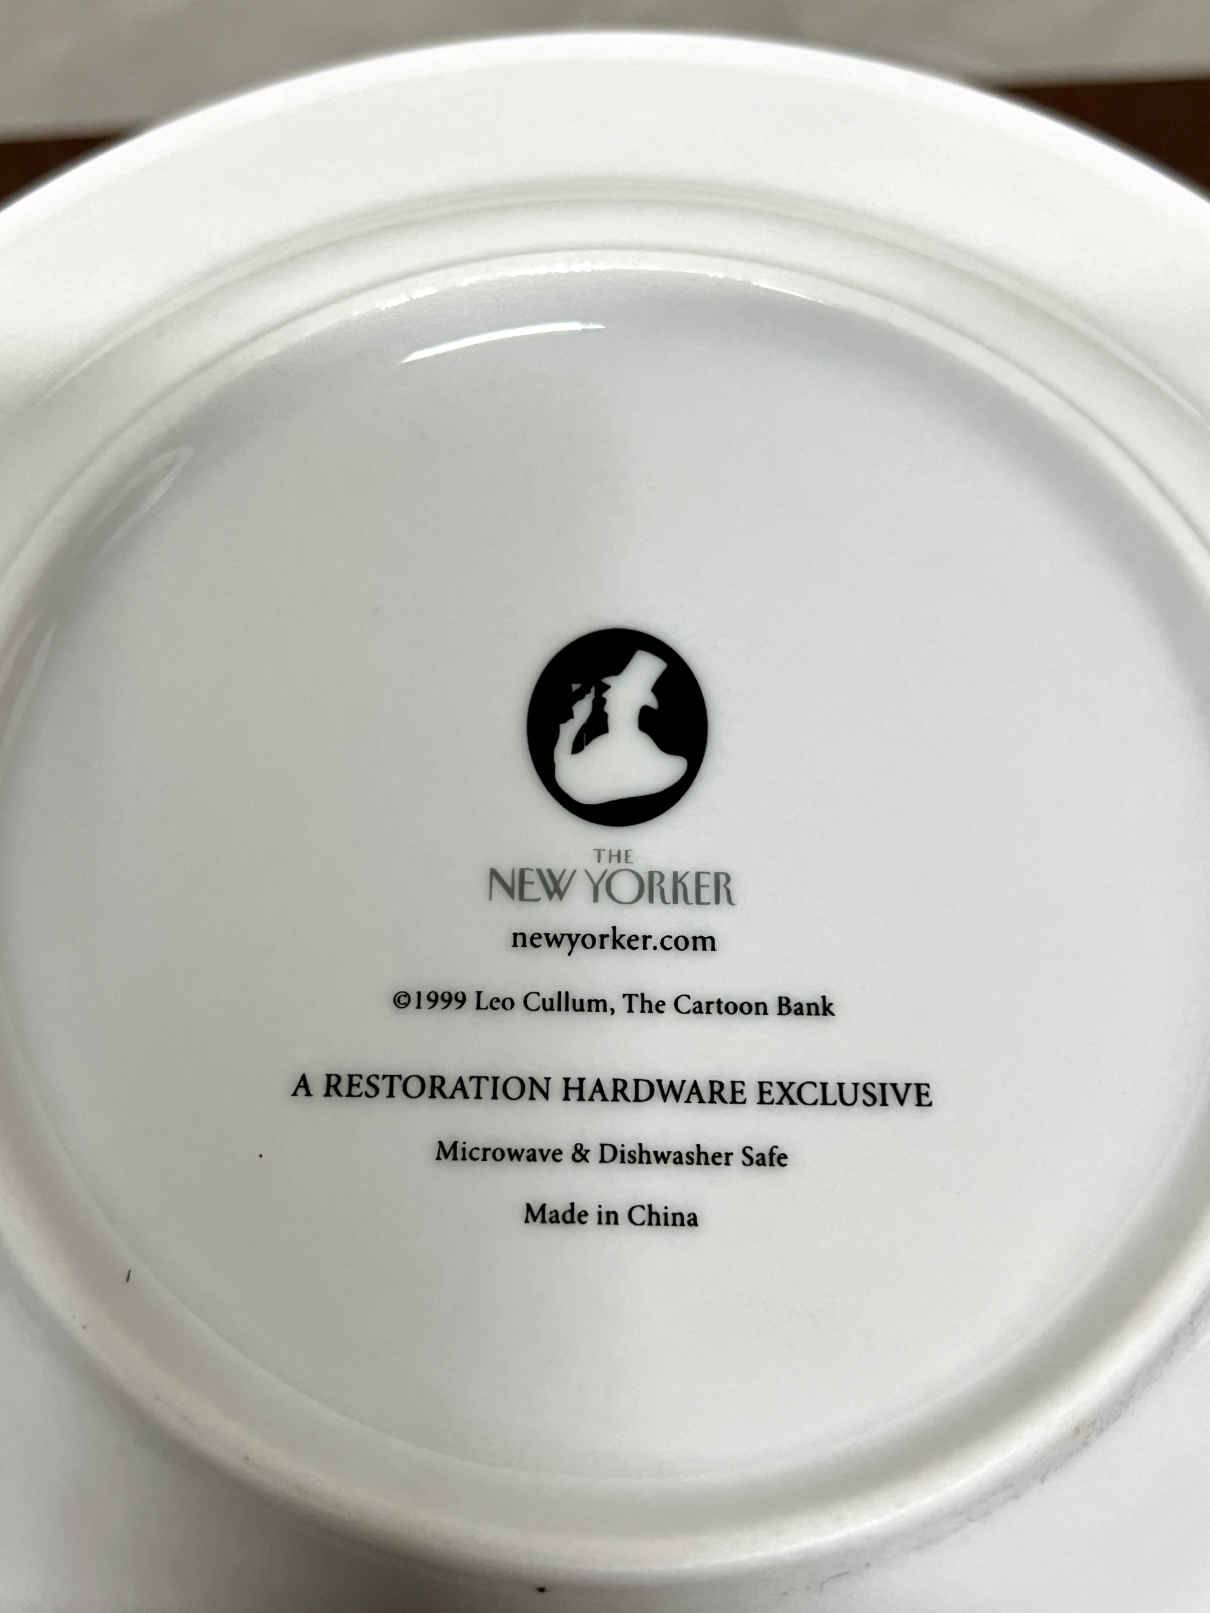 THE
NEW YORKER
newyorker.com
©1999 Leo Cullum, The Cartoon Bank
A RESTORATION HARDWARE EXCLUSIVE
Microwave & Dishwasher Safe
Made in China